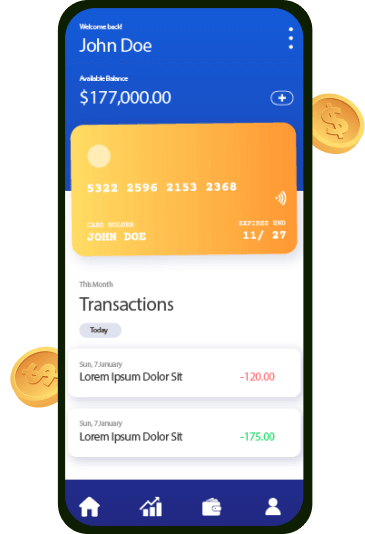 Welcome back!
John Doe
Available Balance
$177,000.00
5322 2596 2153 2368
CARD HOLDER
JOHN DOE
EXPIRED END
11/ 27
This Month
Transactions
Today
Sun, 7 January
Lorem Ipsum Dolor Sit
-120.00
Sun, 7 January
Lorem Ipsum Dolor Sit
-175.00